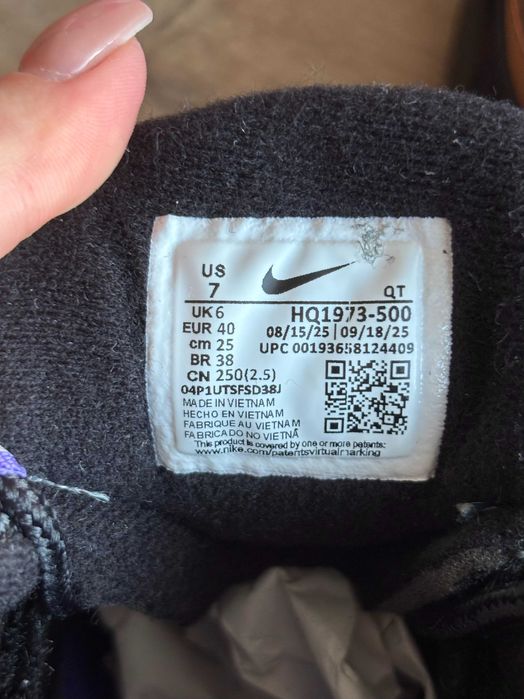 US
7
QT
UK 6
HQ1973-500
EUR 40
08/15/25 | 09/18/25
cm 25
UPC 00193658124409
BR 38
CN 250(2.5)
04P1UTSFSD38J
MADE IN VIETNAM
HECHO EN VIETNAM
FABRIQUE AU VIETNAM
FABRICADO NO VIETNÃ
This product is covered by one or more patents:
www.nike.com/patentsvirtualmarking